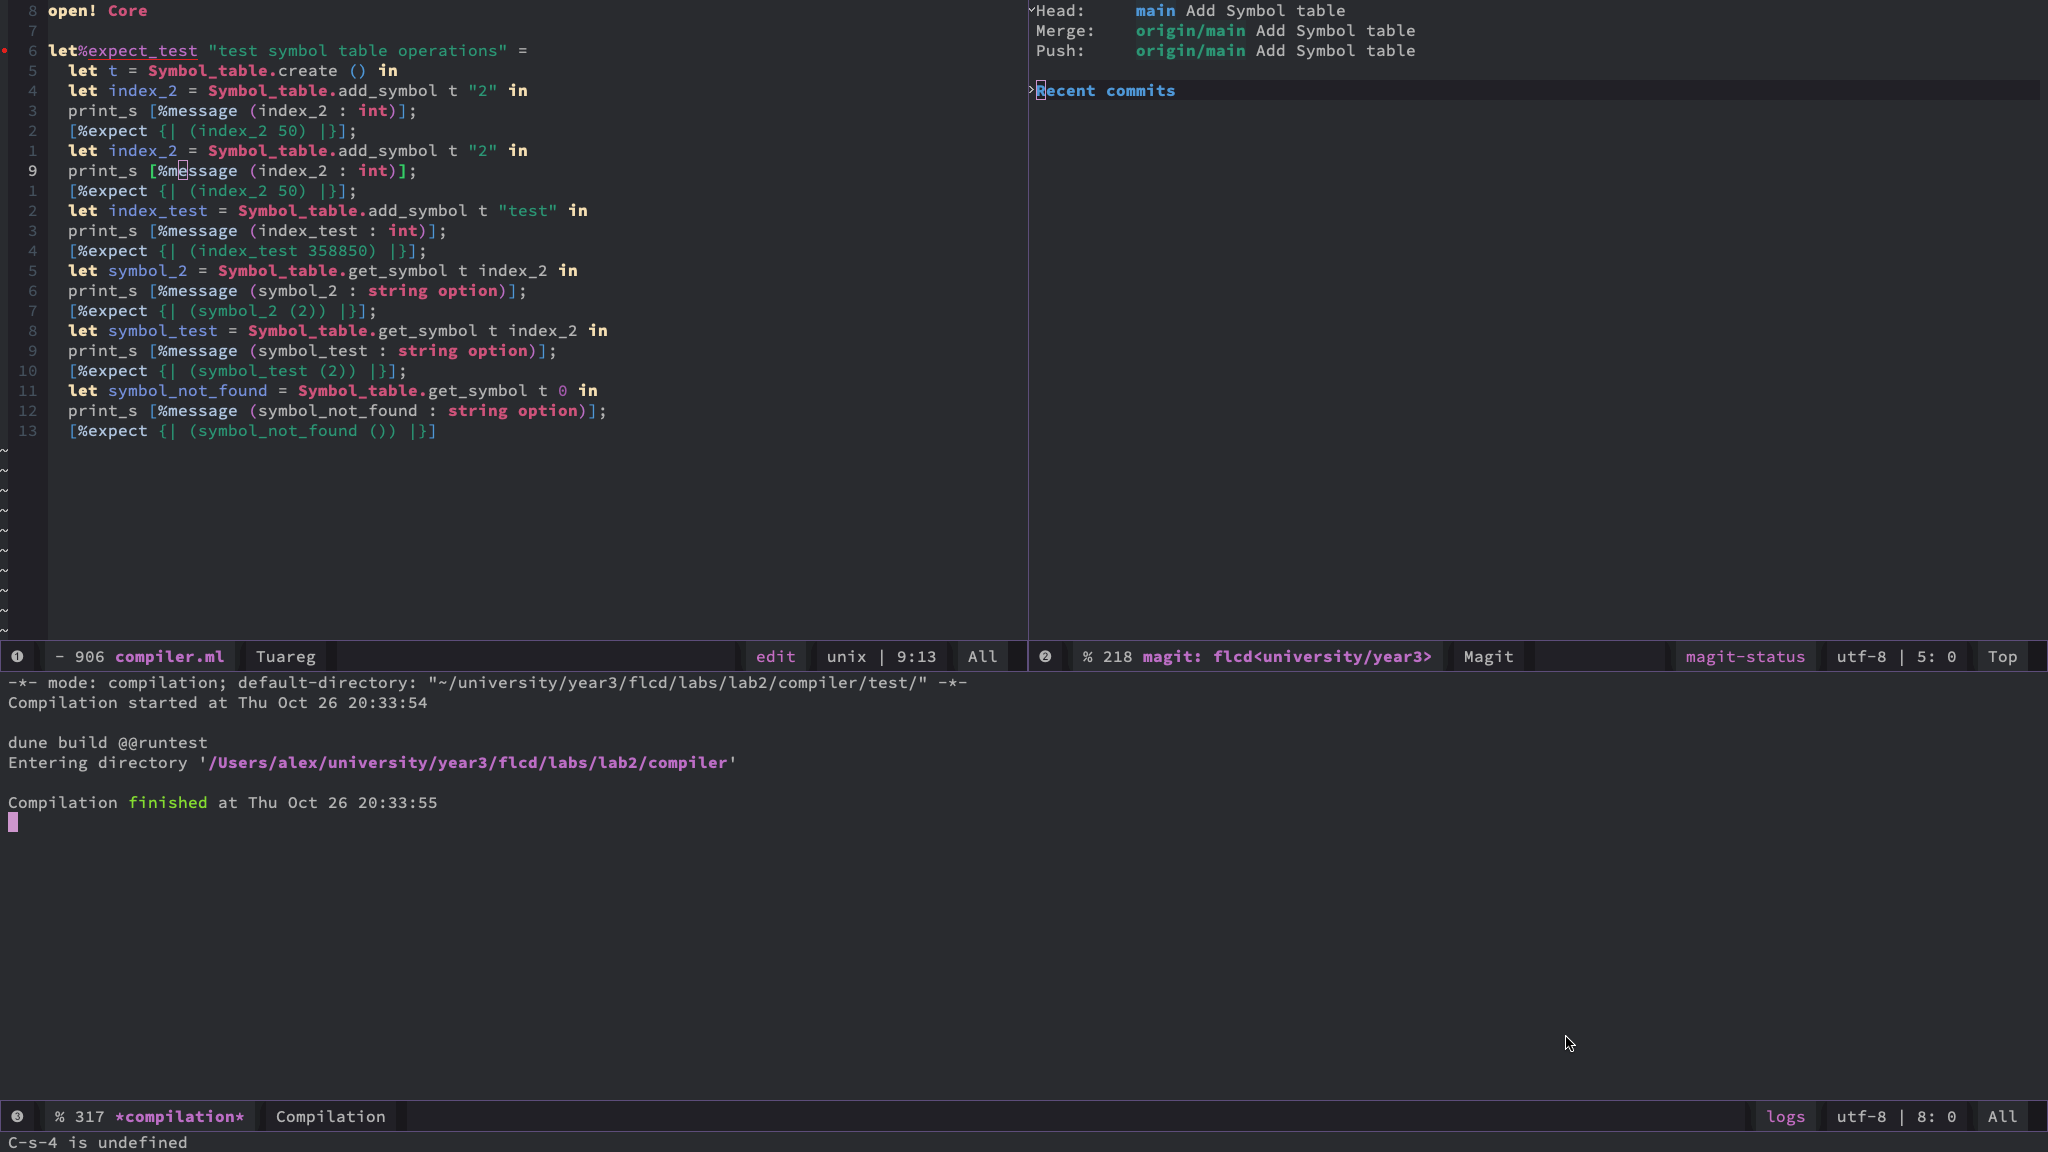 8 open! Core
7
6 let%expect_test "test symbol table operations" =
5   let t = Symbol_table.create () in
4   let index_2 = Symbol_table.add_symbol t "2" in
3   print_s [%message (index_2 : int)];
2   [%expect {| (index_2 50) |}];
1   let index_2 = Symbol_table.add_symbol t "2" in
9   print_s [%message (index_2 : int)];
1   [%expect {| (index_2 50) |}];
2   let index_test = Symbol_table.add_symbol t "test" in
3   print_s [%message (index_test : int)];
4   [%expect {| (index_test 358850) |}];
5   let symbol_2 = Symbol_table.get_symbol t index_2 in
6   print_s [%message (symbol_2 : string option)];
7   [%expect {| (symbol_2 (2)) |}];
8   let symbol_test = Symbol_table.get_symbol t index_2 in
9   print_s [%message (symbol_test : string option)];
10   [%expect {| (symbol_test (2)) |}];
11   let symbol_not_found = Symbol_table.get_symbol t 0 in
12   print_s [%message (symbol_not_found : string option)];
13   [%expect {| (symbol_not_found ()) |}]
~
~
~
~
~
~
~
~
~
~
❶ - 906 compiler.ml Tuareg edit unix | 9:13 All
Head: main Add Symbol table
Merge: origin/main Add Symbol table
Push: origin/main Add Symbol table
Recent commits
❷ % 218 magit: flcd<university/year3> Magit magit-status utf-8 | 5: 0 Top
-*- mode: compilation; default-directory: "~/university/year3/flcd/labs/lab2/compiler/test/" -*-
Compilation started at Thu Oct 26 20:33:54
dune build @@runtest
Entering directory '/Users/alex/university/year3/flcd/labs/lab2/compiler'
Compilation finished at Thu Oct 26 20:33:55
❸ % 317 *compilation* Compilation logs utf-8 | 8: 0 All
C-s-4 is undefined